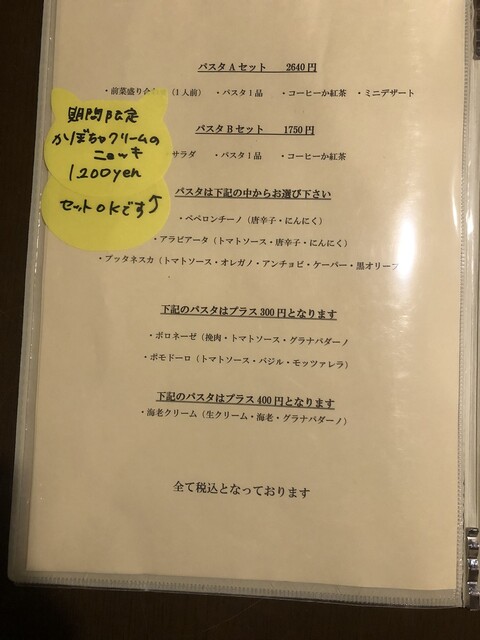 パスタAセット　2640円
・前菜盛り合（1人前）　・パスタ1品　・コーヒーか紅茶　・ミニデザート
期間限定
かぼちゃクリームの
ニョッキ
1200yen
セットOKです↑
パスタBセット　1750円
サラダ　・パスタ1品　・コーヒーか紅茶
パスタは下記の中からお選び下さい
・ペペロンチーノ（唐辛子・にんにく）
・アラビアータ（トマトソース・唐辛子・にんにく）
・プッタネスカ（トマトソース・オレガノ・アンチョビ・ケーパー・黒オリーブ
下記のパスタはプラス300円となります
・ボロネーゼ（挽肉・トマトソース・グラナパダーノ
・ポモドーロ（トマトソース・バジル・モッツァレラ）
下記のパスタはプラス400円となります
・海老クリーム（生クリーム・海老・グラナパダーノ）
全て税込となっております